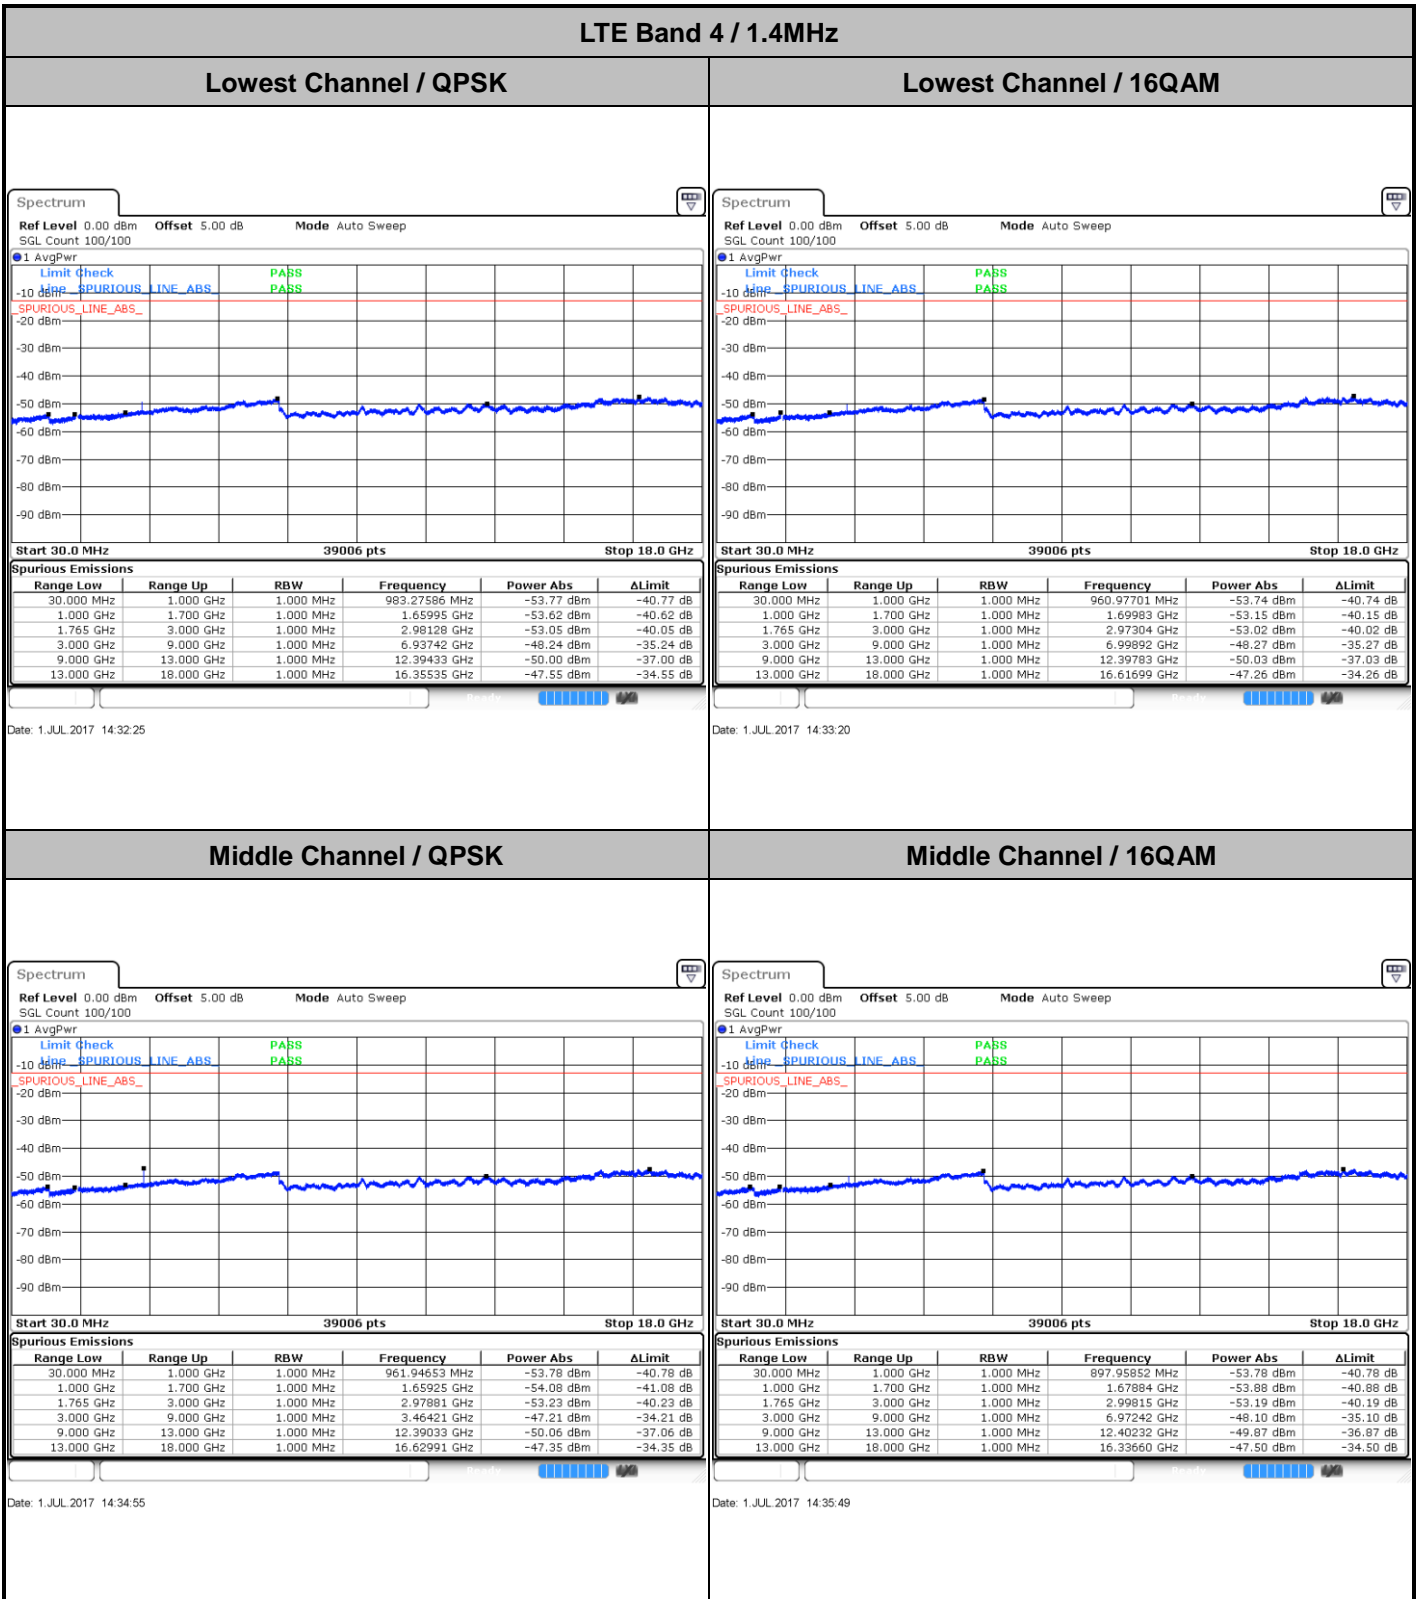 LTE Band 4 / 1.4MHz
Lowest Channel / QPSK
Lowest Channel / 16QAM
Spectrum
Ref Level 0.00 dBm Offset 5.00 dB Mode Auto Sweep
SGL Count 100/100
1 AvgPwr
Limit Check PASS
Line _SPURIOUS_LINE_ABS_ PASS
-10 dBm
_SPURIOUS_LINE_ABS_
-20 dBm
-30 dBm
-40 dBm
-50 dBm
-60 dBm
-70 dBm
-80 dBm
-90 dBm
Start 30.0 MHz 39006 pts Stop 18.0 GHz
Spurious Emissions
Range Low Range Up RBW Frequency Power Abs ΔLimit
30.000 MHz 1.000 GHz 1.000 MHz 983.27586 MHz -53.77 dBm -40.77 dB
1.000 GHz 1.700 GHz 1.000 MHz 1.65995 GHz -53.62 dBm -40.62 dB
1.765 GHz 3.000 GHz 1.000 MHz 2.98128 GHz -53.05 dBm -40.05 dB
3.000 GHz 9.000 GHz 1.000 MHz 6.93742 GHz -48.24 dBm -35.24 dB
9.000 GHz 13.000 GHz 1.000 MHz 12.39433 GHz -50.00 dBm -37.00 dB
13.000 GHz 18.000 GHz 1.000 MHz 16.35535 GHz -47.55 dBm -34.55 dB
Ready
Date: 1.JUL.2017 14:32:25
Spectrum
Ref Level 0.00 dBm Offset 5.00 dB Mode Auto Sweep
SGL Count 100/100
1 AvgPwr
Limit Check PASS
Line _SPURIOUS_LINE_ABS_ PASS
-10 dBm
_SPURIOUS_LINE_ABS_
-20 dBm
-30 dBm
-40 dBm
-50 dBm
-60 dBm
-70 dBm
-80 dBm
-90 dBm
Start 30.0 MHz 39006 pts Stop 18.0 GHz
Spurious Emissions
Range Low Range Up RBW Frequency Power Abs ΔLimit
30.000 MHz 1.000 GHz 1.000 MHz 960.97701 MHz -53.74 dBm -40.74 dB
1.000 GHz 1.700 GHz 1.000 MHz 1.69983 GHz -53.15 dBm -40.15 dB
1.765 GHz 3.000 GHz 1.000 MHz 2.97304 GHz -53.02 dBm -40.02 dB
3.000 GHz 9.000 GHz 1.000 MHz 6.99892 GHz -48.27 dBm -35.27 dB
9.000 GHz 13.000 GHz 1.000 MHz 12.39783 GHz -50.03 dBm -37.03 dB
13.000 GHz 18.000 GHz 1.000 MHz 16.61699 GHz -47.26 dBm -34.26 dB
Ready
Date: 1.JUL.2017 14:33:20
Middle Channel / QPSK
Middle Channel / 16QAM
Spectrum
Ref Level 0.00 dBm Offset 5.00 dB Mode Auto Sweep
SGL Count 100/100
1 AvgPwr
Limit Check PASS
Line _SPURIOUS_LINE_ABS_ PASS
-10 dBm
_SPURIOUS_LINE_ABS_
-20 dBm
-30 dBm
-40 dBm
-50 dBm
-60 dBm
-70 dBm
-80 dBm
-90 dBm
Start 30.0 MHz 39006 pts Stop 18.0 GHz
Spurious Emissions
Range Low Range Up RBW Frequency Power Abs ΔLimit
30.000 MHz 1.000 GHz 1.000 MHz 961.94653 MHz -53.78 dBm -40.78 dB
1.000 GHz 1.700 GHz 1.000 MHz 1.65925 GHz -54.08 dBm -41.08 dB
1.765 GHz 3.000 GHz 1.000 MHz 2.97881 GHz -53.23 dBm -40.23 dB
3.000 GHz 9.000 GHz 1.000 MHz 3.46421 GHz -47.21 dBm -34.21 dB
9.000 GHz 13.000 GHz 1.000 MHz 12.39033 GHz -50.06 dBm -37.06 dB
13.000 GHz 18.000 GHz 1.000 MHz 16.62991 GHz -47.35 dBm -34.35 dB
Ready
Date: 1.JUL.2017 14:34:55
Spectrum
Ref Level 0.00 dBm Offset 5.00 dB Mode Auto Sweep
SGL Count 100/100
1 AvgPwr
Limit Check PASS
Line _SPURIOUS_LINE_ABS_ PASS
-10 dBm
_SPURIOUS_LINE_ABS_
-20 dBm
-30 dBm
-40 dBm
-50 dBm
-60 dBm
-70 dBm
-80 dBm
-90 dBm
Start 30.0 MHz 39006 pts Stop 18.0 GHz
Spurious Emissions
Range Low Range Up RBW Frequency Power Abs ΔLimit
30.000 MHz 1.000 GHz 1.000 MHz 897.95852 MHz -53.78 dBm -40.78 dB
1.000 GHz 1.700 GHz 1.000 MHz 1.67884 GHz -53.88 dBm -40.88 dB
1.765 GHz 3.000 GHz 1.000 MHz 2.99815 GHz -53.19 dBm -40.19 dB
3.000 GHz 9.000 GHz 1.000 MHz 6.97242 GHz -48.10 dBm -35.10 dB
9.000 GHz 13.000 GHz 1.000 MHz 12.40232 GHz -49.87 dBm -36.87 dB
13.000 GHz 18.000 GHz 1.000 MHz 16.33660 GHz -47.50 dBm -34.50 dB
Ready
Date: 1.JUL.2017 14:35:49